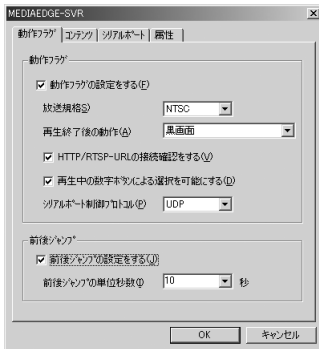 MEDIAEDGE-SVR
動作ﾌﾗｸﾞ ｺﾝﾃﾝﾂ ｼﾘｱﾙﾎﾟｰﾄ 属性
動作ﾌﾗｸﾞ
動作ﾌﾗｸﾞの設定をする(F)
放送規格(S) NTSC
再生終了後の動作(A) 黒画面
HTTP/RTSP-URLの接続確認をする(V)
再生中の数字ﾎﾞﾀﾝによる選択を可能にする(D)
ｼﾘｱﾙﾎﾟｰﾄ制御ﾌﾟﾛﾄｺﾙ(P) UDP
前後ｼﾞｬﾝﾌﾟ
前後ｼﾞｬﾝﾌﾟの設定をする(J)
前後ｼﾞｬﾝﾌﾟの単位秒数(I) 10 秒
OK ｷｬﾝｾﾙ